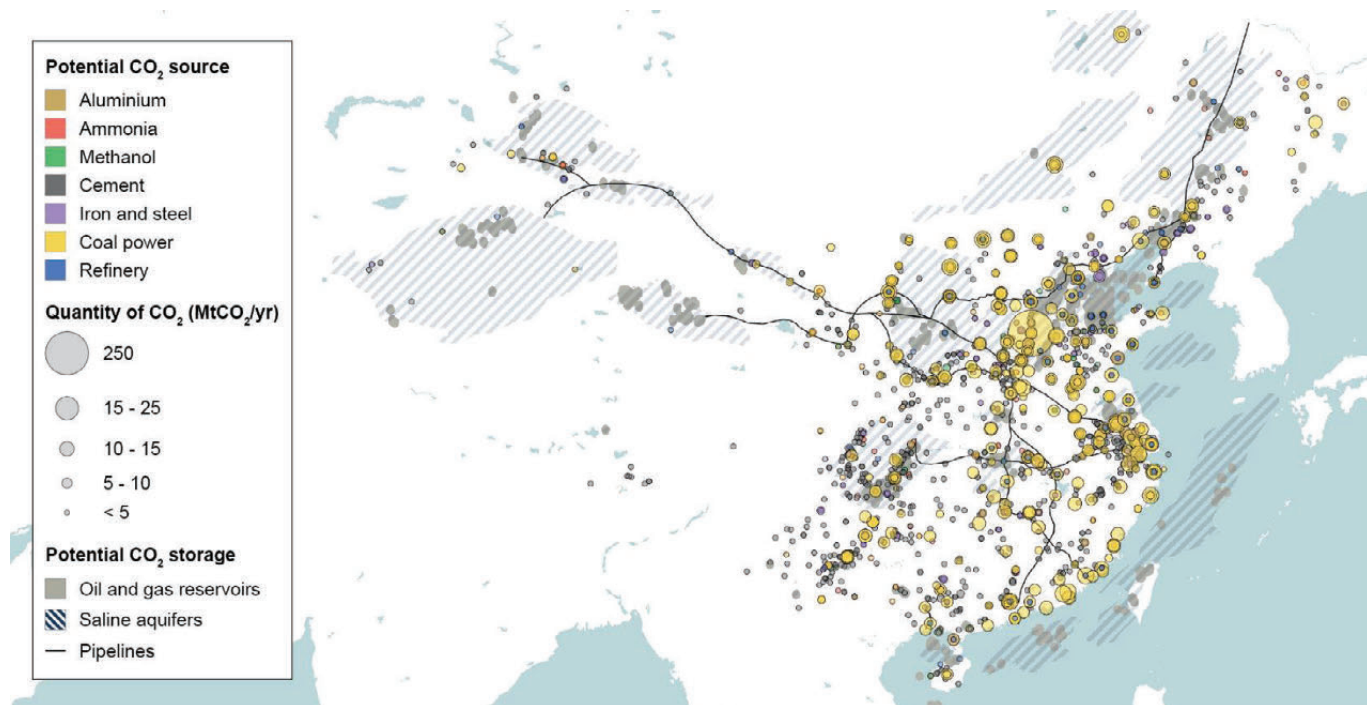 Potential CO₂ source
Aluminium
Ammonia
Methanol
Cement
Iron and steel
Coal power
Refinery
Quantity of CO₂ (MtCO₂/yr)
250
15 - 25
10 - 15
5 - 10
< 5
Potential CO₂ storage
Oil and gas reservoirs
Saline aquifers
Pipelines